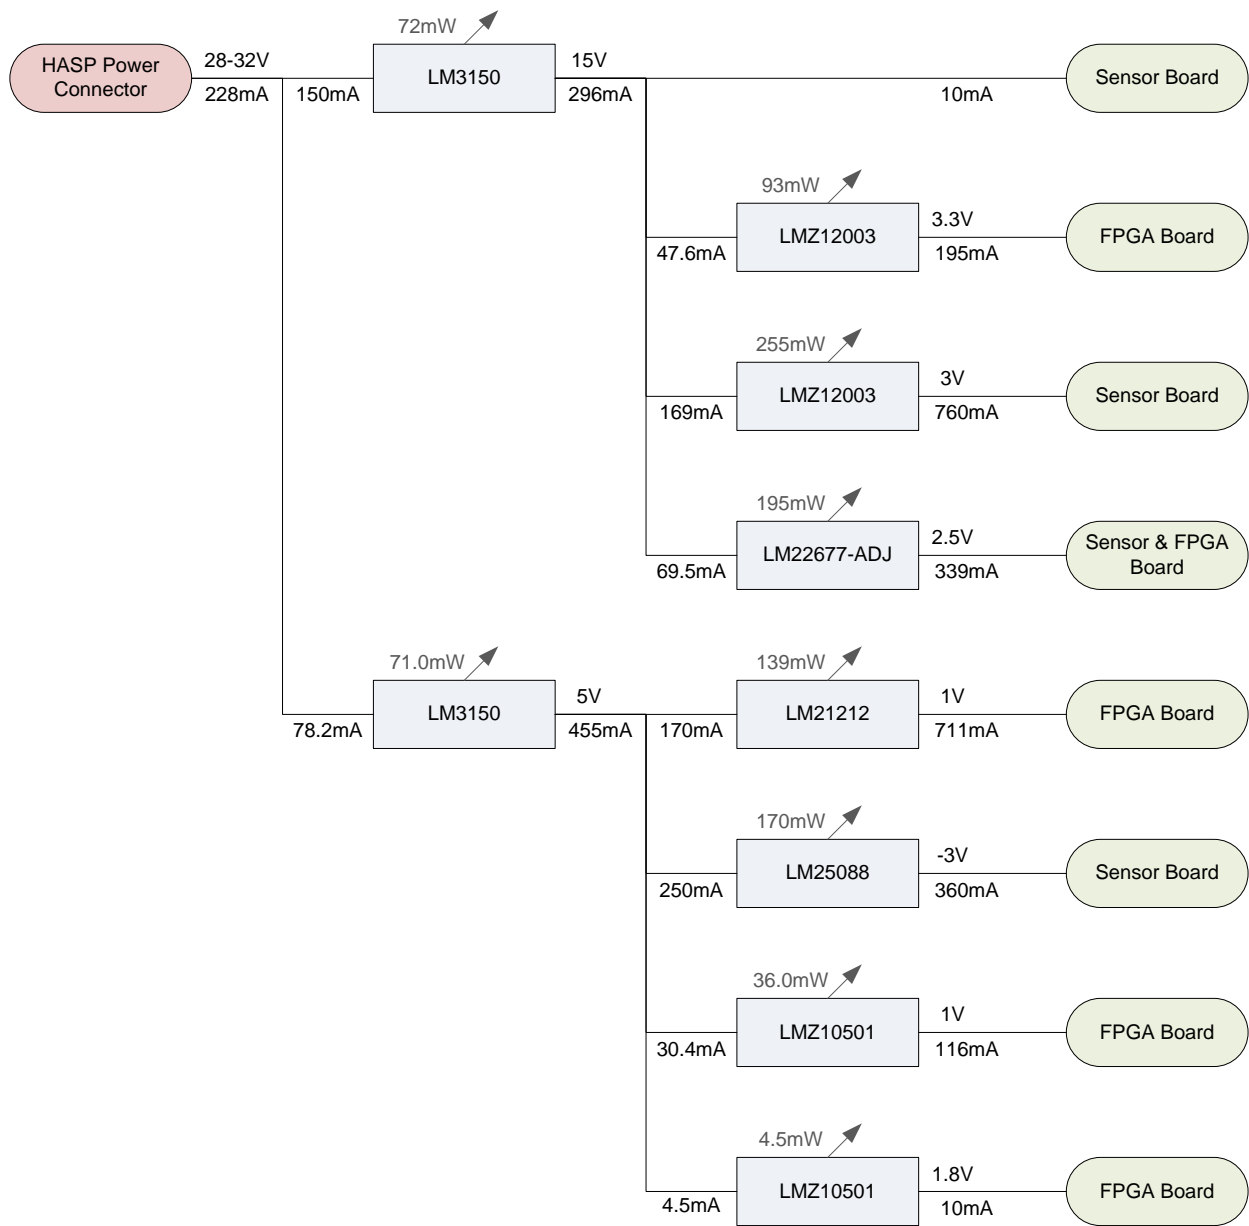 72mW
HASP Power
Connector
28-32V
228mA
150mA
LM3150
15V
296mA
10mA
Sensor Board
93mW
47.6mA
LMZ12003
3.3V
195mA
FPGA Board
255mW
169mA
LMZ12003
3V
760mA
Sensor Board
195mW
69.5mA
LM22677-ADJ
2.5V
339mA
Sensor & FPGA
Board
71.0mW
78.2mA
LM3150
5V
455mA
139mW
170mA
LM21212
1V
711mA
FPGA Board
170mW
250mA
LM25088
-3V
360mA
Sensor Board
36.0mW
30.4mA
LMZ10501
1V
116mA
FPGA Board
4.5mW
4.5mA
LMZ10501
1.8V
10mA
FPGA Board